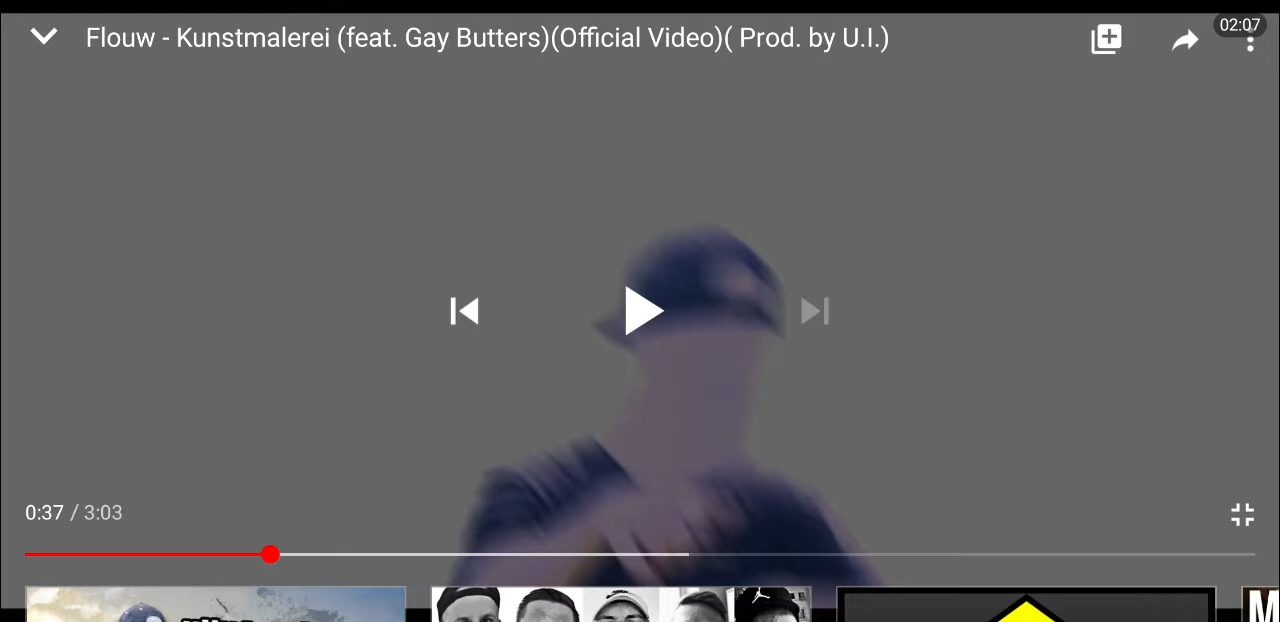 Flouw - Kunstmalerei (feat. Gay Butters)(Official Video)( Prod. by U.I.)
02:07
0:37 / 3:03
M